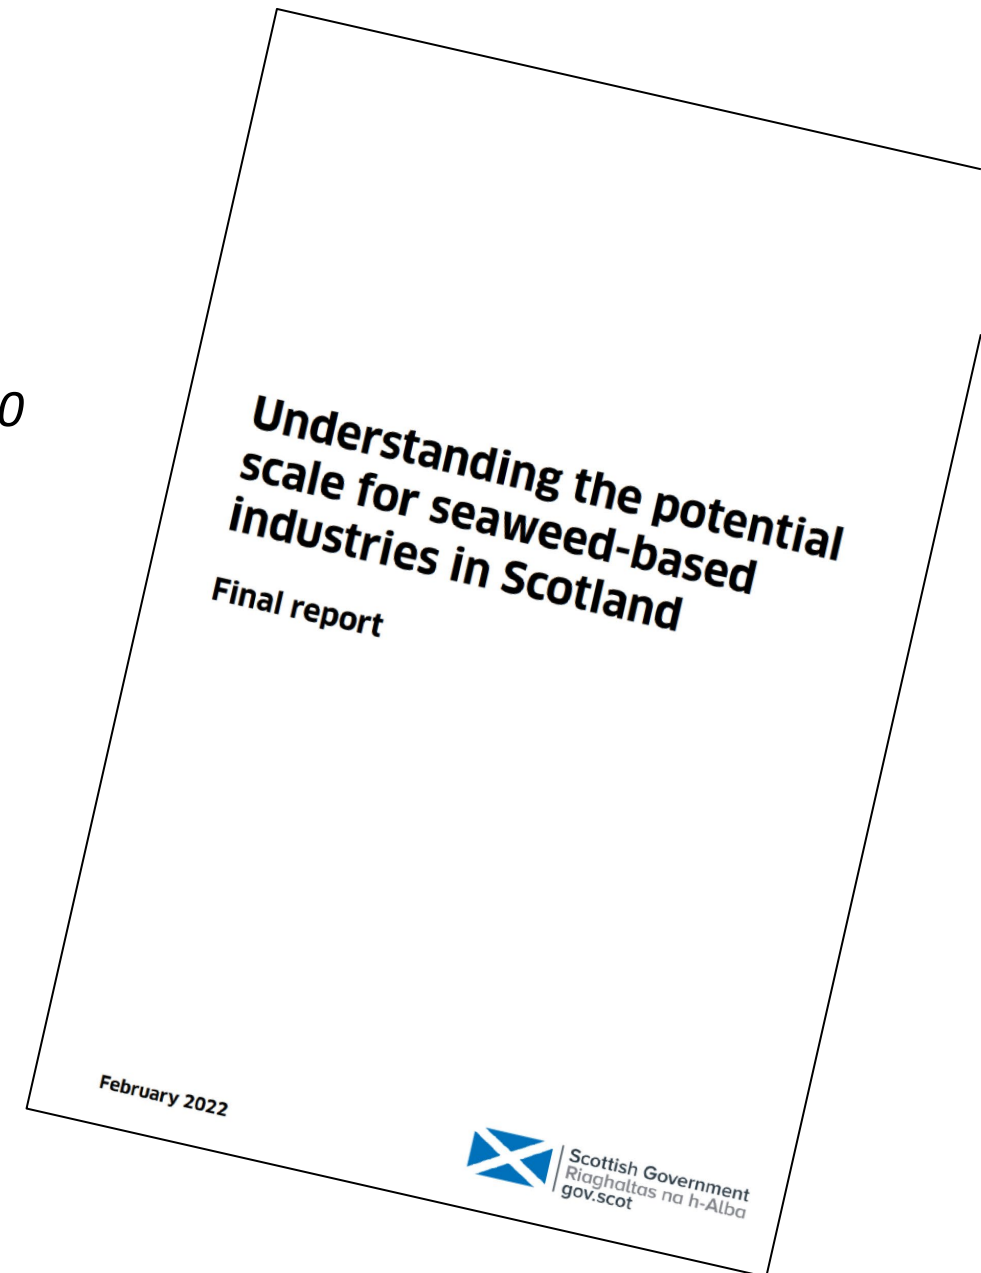 0
Understanding the potential
scale for seaweed-based
industries in Scotland
Final report
February 2022
Scottish Government
Riaghaltas na h-Alba
gov.scot